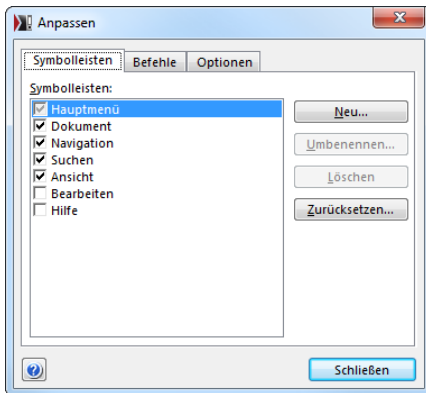 Anpassen
Symbolleisten Befehle Optionen
Symbolleisten:
Hauptmenü
Neu...
Dokument
Navigation
Umbenennen...
Suchen
Ansicht
Löschen
Bearbeiten
Hilfe
Zurücksetzen...
Schließen